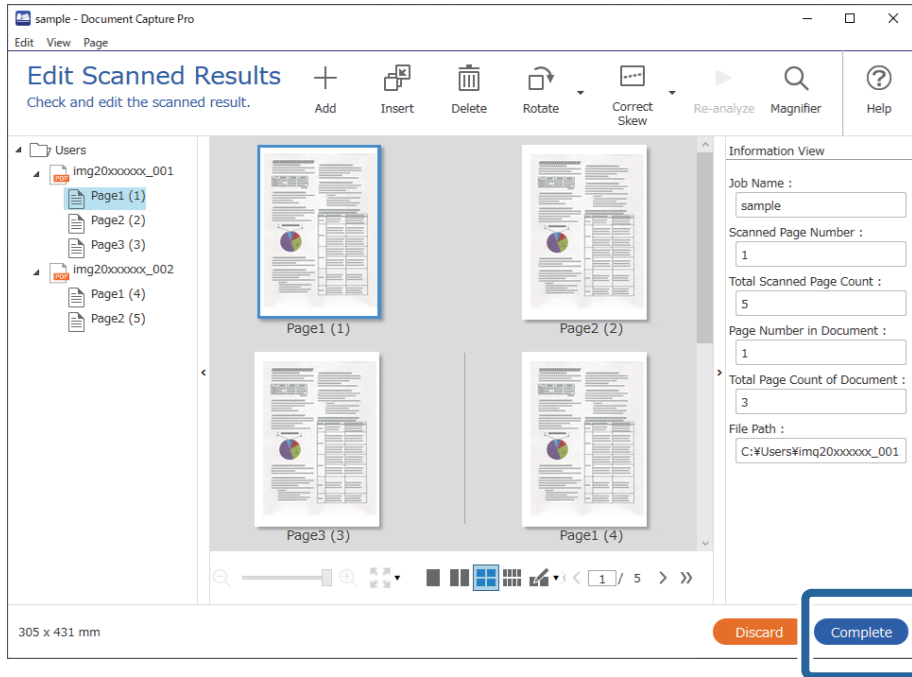 sample - Document Capture Pro
Edit View Page
Edit Scanned Results
Check and edit the scanned result.
Add
Insert
Delete
Rotate
Correct
Skew
Re-analyze
Magnifier
Help
Users
PDF
img20xxxxxx_001
Page1 (1)
Page2 (2)
Page3 (3)
PDF
img20xxxxxx_002
Page1 (4)
Page2 (5)
Page1 (1)
Page2 (2)
Page3 (3)
Page1 (4)
1 / 5
Information View
Job Name :
sample
Scanned Page Number :
1
Total Scanned Page Count :
5
Page Number in Document :
1
Total Page Count of Document :
3
File Path :
C:¥Users¥img20xxxxxx_001
305 x 431 mm
Discard
Complete